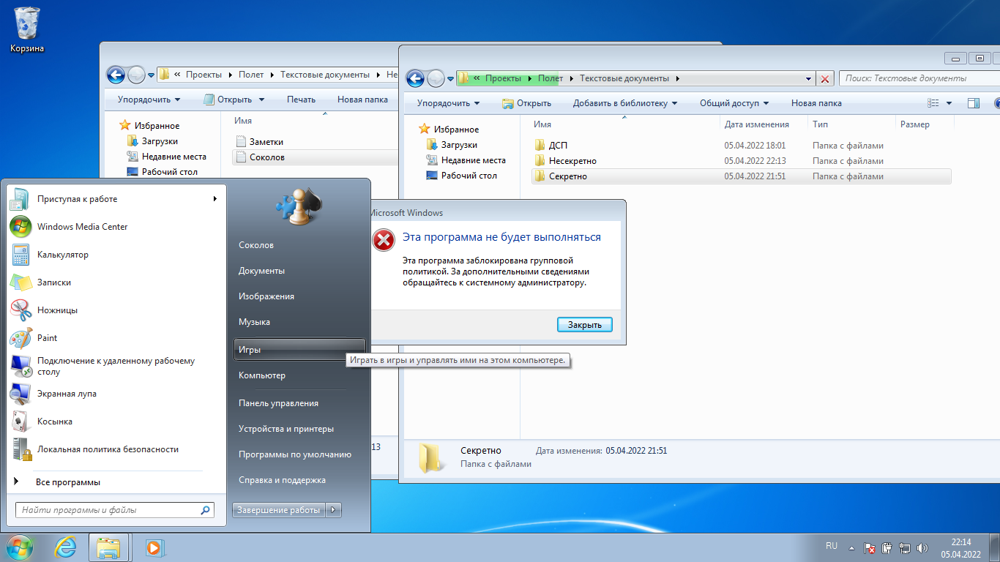 Корзина
« Проекты Полет Текстовые документы Не
Упорядочить Открыть Печать Новая папка
Избранное
Загрузки
Недавние места
Рабочий стол
Имя
Заметки
Соколов
13
« Проекты Полет Текстовые документы
Поиск: Текстовые документы
Упорядочить Открыть Добавить в библиотеку Общий доступ Новая папка
Избранное
Загрузки
Недавние места
Рабочий стол
Имя Дата изменения Тип Размер
ДСП 05.04.2022 18:01 Папка с файлами
Несекретно 05.04.2022 22:13 Папка с файлами
Секретно 05.04.2022 21:51 Папка с файлами
Секретно Дата изменения: 05.04.2022 21:51
Папка с файлами
Microsoft Windows
Эта программа не будет выполняться
Эта программа заблокирована групповой
политикой. За дополнительными сведениями
обращайтесь к системному администратору.
Закрыть
Приступая к работе
Windows Media Center
Калькулятор
Записки
Ножницы
Paint
Подключение к удаленному рабочему
столу
Экранная лупа
Косынка
Локальная политика безопасности
Все программы
Найти программы и файлы
Соколов
Документы
Изображения
Музыка
Игры
Играть в игры и управлять ими на этом компьютере.
Компьютер
Панель управления
Устройства и принтеры
Программы по умолчанию
Справка и поддержка
Завершение работы
RU
22:14
05.04.2022